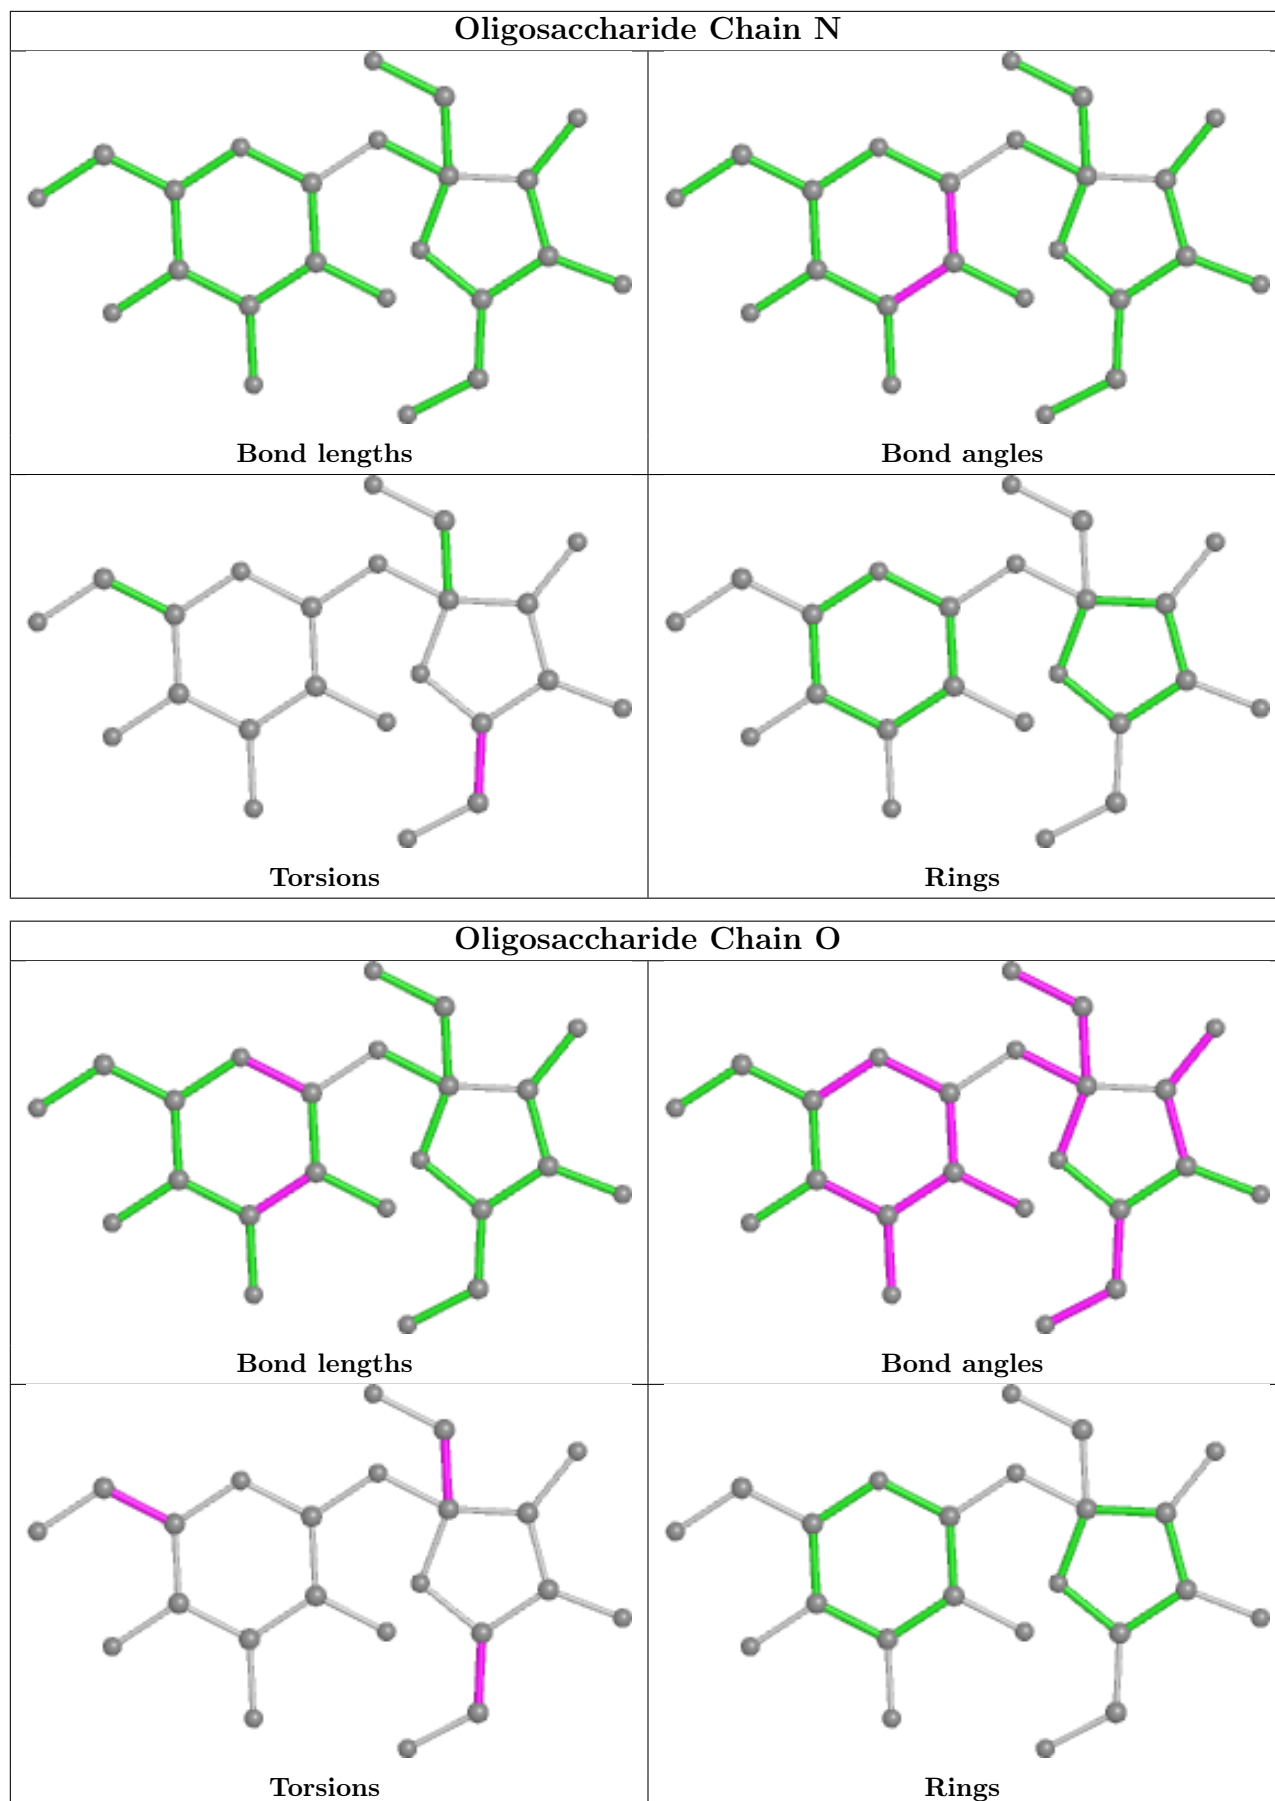 Oligosaccharide Chain N
Bond lengths
Bond angles
Torsions
Rings
Oligosaccharide Chain O
Bond lengths
Bond angles
Torsions
Rings